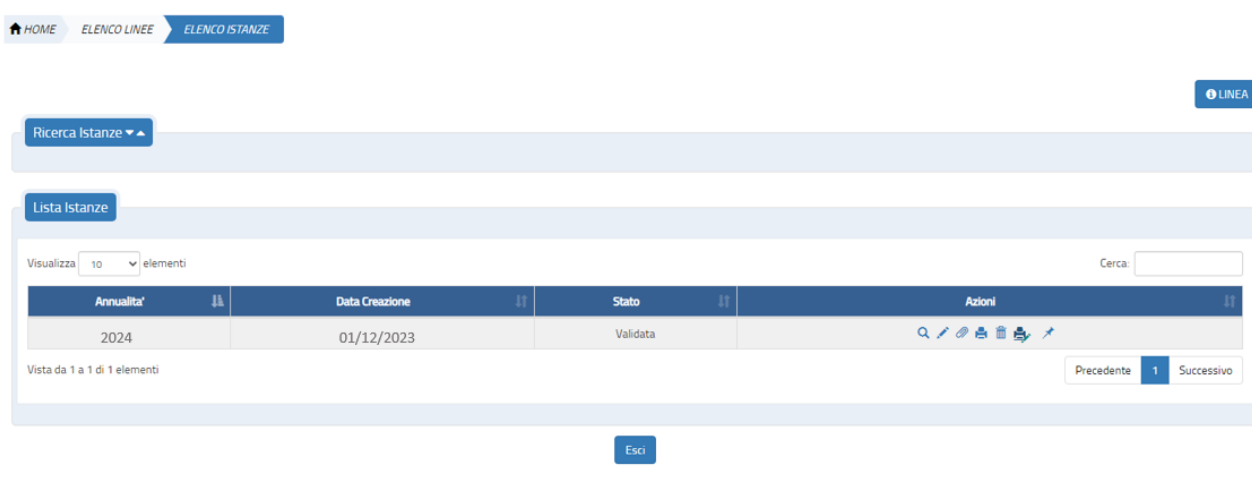 HOME ELENCO LINEE ELENCO ISTANZE
LINEA
Ricerca Istanze
Lista Istanze
Visualizza 10 elementi Cerca:
Annualita' Data Creazione Stato Azioni
2024 01/12/2023 Validata
Vista da 1 a 1 di 1 elementi Precedente 1 Successivo
Esci